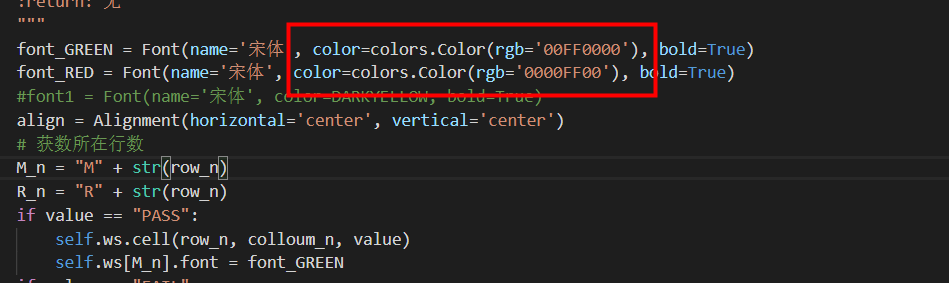 :return: 无
"""
font_GREEN = Font(name='宋体', color=colors.Color(rgb='00FF0000'), bold=True)
font_RED = Font(name='宋体', color=colors.Color(rgb='0000FF00'), bold=True)
#font1 = Font(name='宋体', color=DARKYELLOW, bold=True)
align = Alignment(horizontal='center', vertical='center')
# 获数所在行数
M_n = "M" + str(row_n)
R_n = "R" + str(row_n)
if value == "PASS":
    self.ws.cell(row_n, colloum_n, value)
    self.ws[M_n].font = font_GREEN